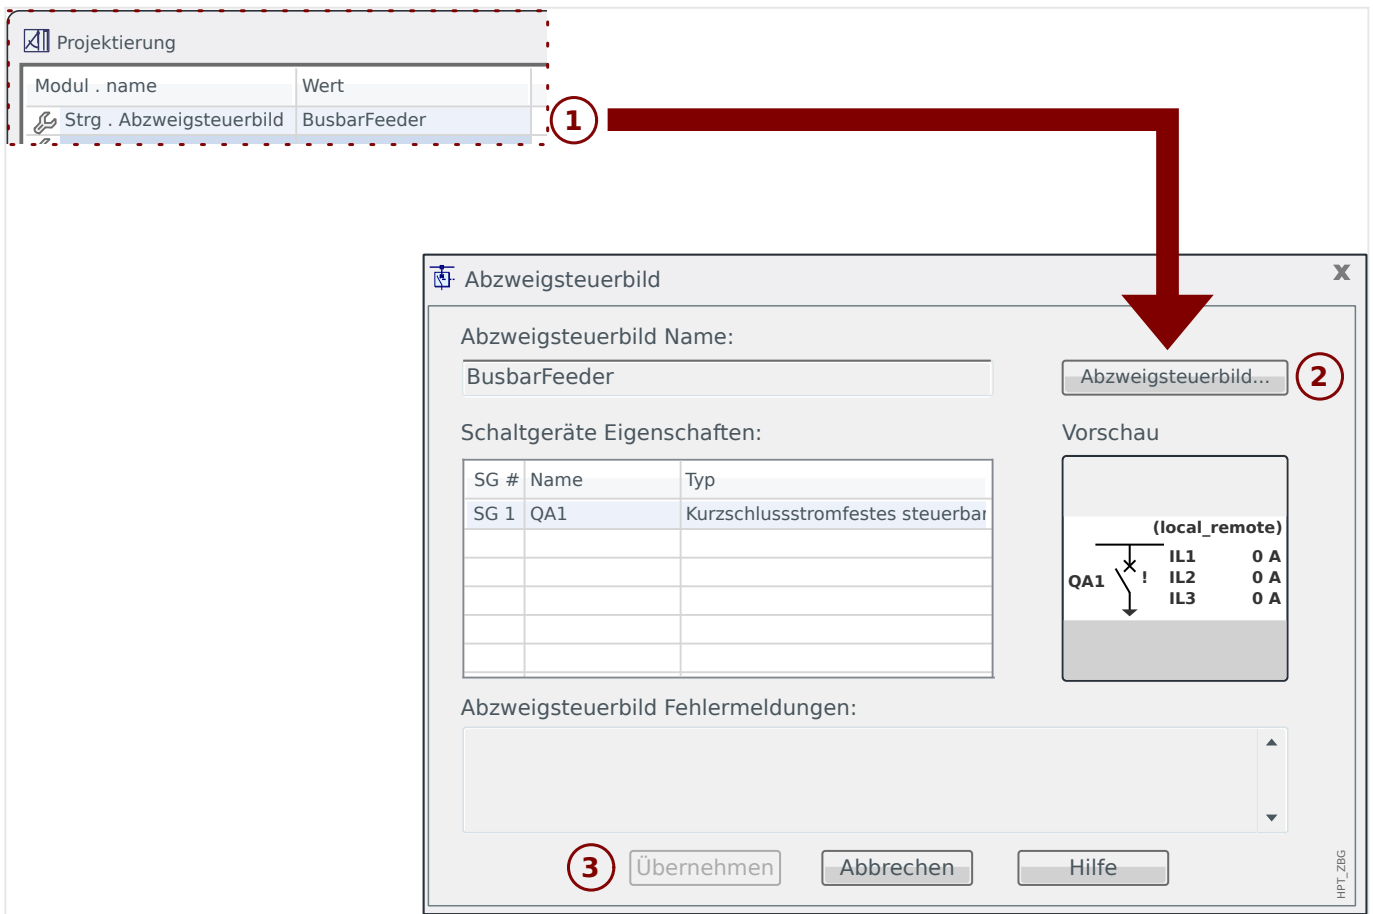 Projektierung
Modul . name Wert
Strg . Abzweigsteuerbild BusbarFeeder
1
Abzweigsteuerbild X
Abzweigsteuerbild Name:
BusbarFeeder Abzweigsteuerbild... 2
Schaltgeräte Eigenschaften: Vorschau
SG # Name Typ
SG 1 QA1 Kurzschlussstromfestes steuerbar
(local_remote)
IL1 0 A
QA1 ! IL2 0 A
IL3 0 A
Abzweigsteuerbild Fehlermeldungen:
3 Übernehmen Abbrechen Hilfe
HPT_ZBG